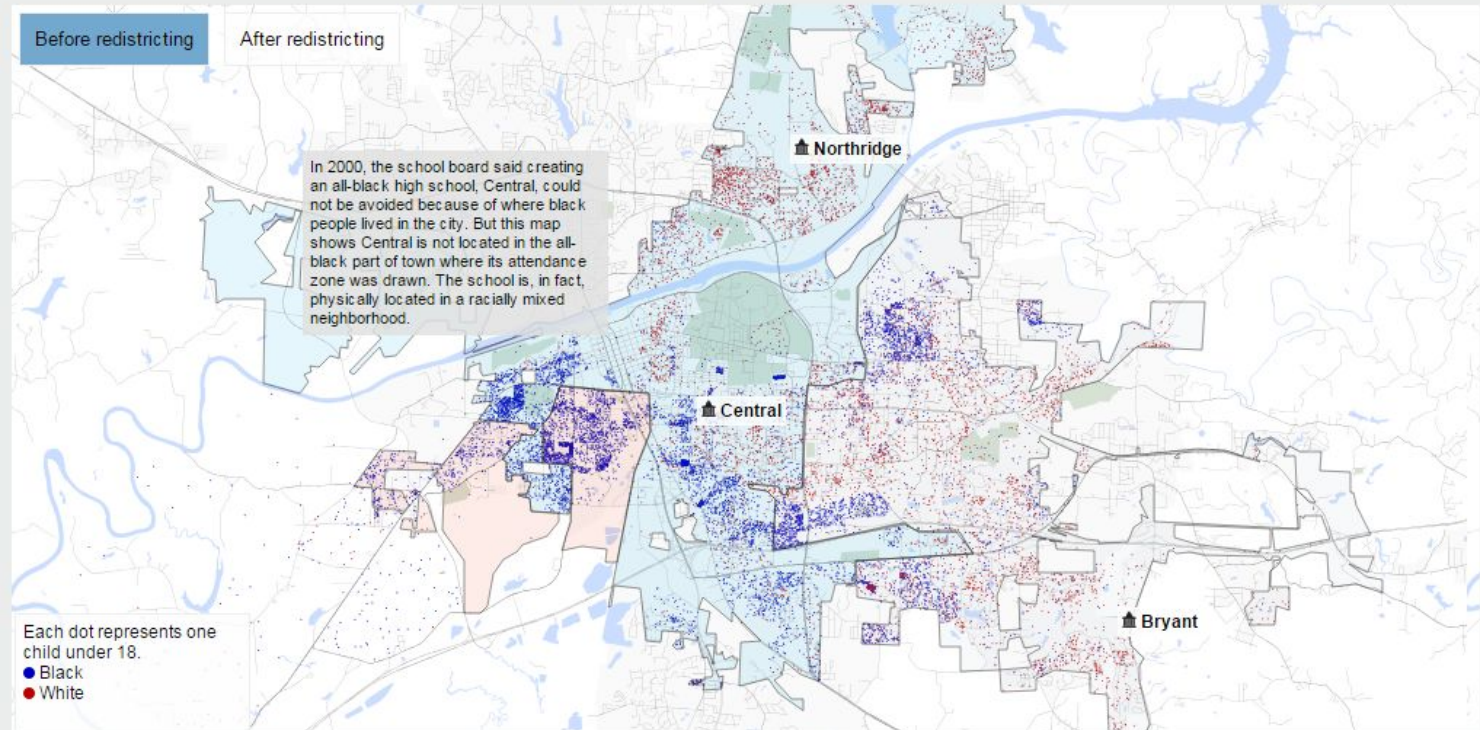 Before redistricting
After redistricting
In 2000, the school board said creating
an all-black high school, Central, could
not be avoided because of where black
people lived in the city. But this map
shows Central is not located in the all-
black part of town where its attendance
zone was drawn. The school is, in fact,
physically located in a racially mixed
neighborhood.
Northridge
Central
Bryant
Each dot represents one
child under 18.
Black
White